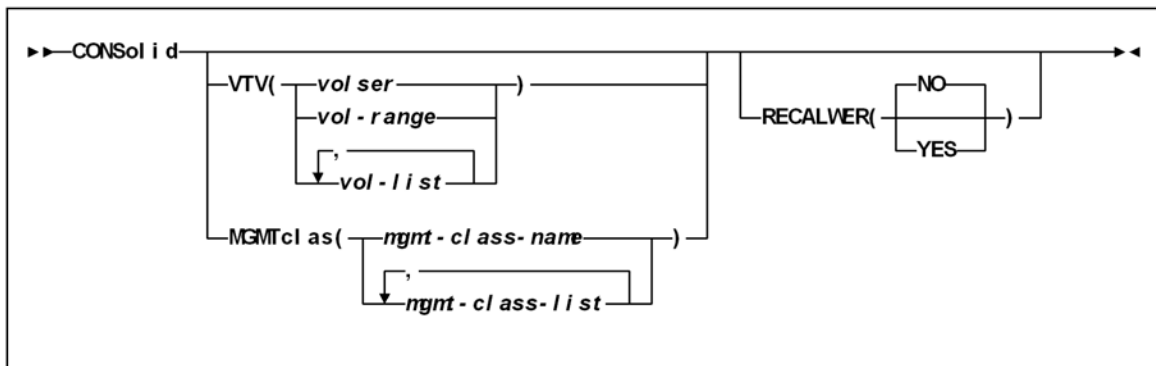 CONSolid
VTV( volser )
vol-range
,
vol-list
MGMTclas( mgmt-class-name )
,
mgmt-class-list
NO
RECALWER( )
YES